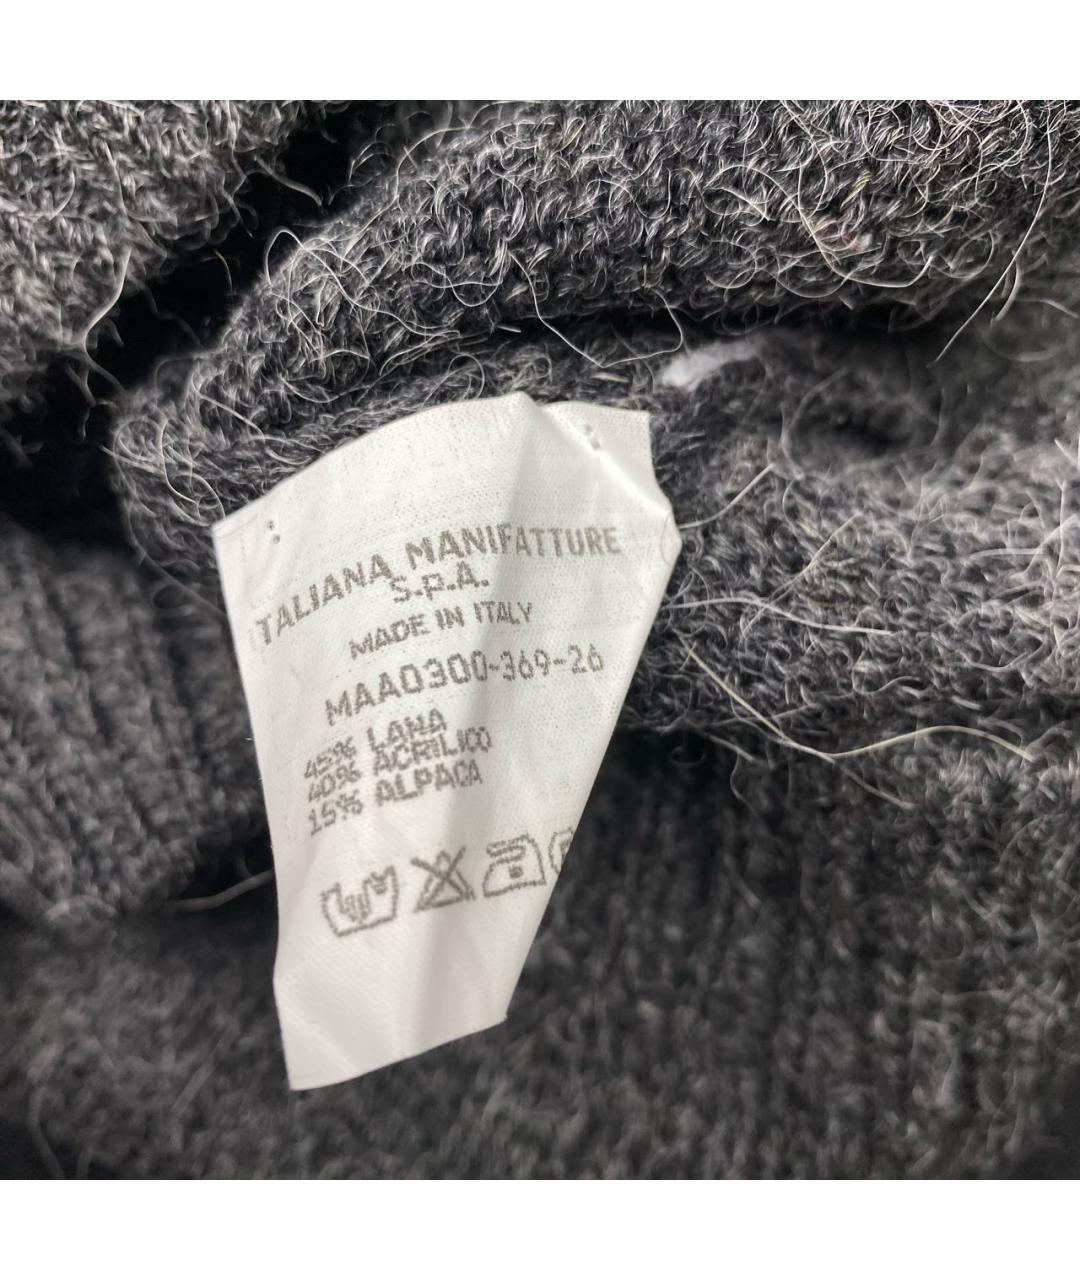 ITALIANA MANIFATTURE
S.P.A.
MADE IN ITALY
MAA0300-369-26
45% LANA
40% ACRILICO
15% ALPACA